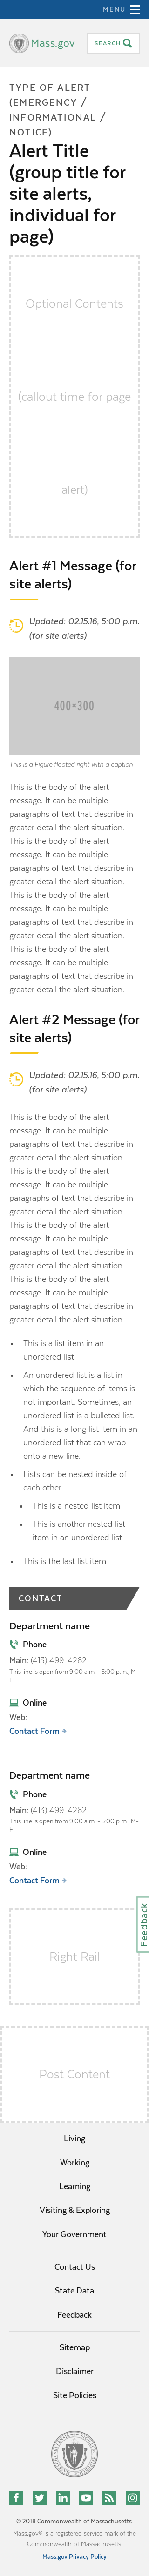 MENU
Mass.gov
SEARCH
TYPE OF ALERT
(EMERGENCY /
INFORMATIONAL /
NOTICE)
Alert Title
(group title for
site alerts,
individual for
page)
Optional Contents
(callout time for page
alert)
Alert #1 Message (for
site alerts)
Updated: 02.15.16, 5:00 p.m.
(for site alerts)
400×300
This is a Figure floated right with a caption
This is the body of the alert
message. It can be multiple
paragraphs of text that describe in
greater detail the alert situation.
This is the body of the alert
message. It can be multiple
paragraphs of text that describe in
greater detail the alert situation.
This is the body of the alert
message. It can be multiple
paragraphs of text that describe in
greater detail the alert situation.
This is the body of the alert
message. It can be multiple
paragraphs of text that describe in
greater detail the alert situation.
Alert #2 Message (for
site alerts)
Updated: 02.15.16, 5:00 p.m.
(for site alerts)
This is the body of the alert
message. It can be multiple
paragraphs of text that describe in
greater detail the alert situation.
This is the body of the alert
message. It can be multiple
paragraphs of text that describe in
greater detail the alert situation.
This is the body of the alert
message. It can be multiple
paragraphs of text that describe in
greater detail the alert situation.
This is the body of the alert
message. It can be multiple
paragraphs of text that describe in
greater detail the alert situation.
• This is a list item in an
unordered list
• An unordered list is a list in
which the sequence of items is
not important. Sometimes, an
unordered list is a bulleted list.
And this is a long list item in an
unordered list that can wrap
onto a new line.
• Lists can be nested inside of
each other
• This is a nested list item
• This is another nested list
item in an unordered list
• This is the last list item
CONTACT
Department name
Phone
Main: (413) 499-4262
This line is open from 9:00 a.m. - 5:00 p.m., M-
F
Online
Web:
Contact Form
Department name
Phone
Main: (413) 499-4262
This line is open from 9:00 a.m. - 5:00 p.m., M-
F
Online
Web:
Contact Form
Feedback
Right Rail
Post Content
Living
Working
Learning
Visiting & Exploring
Your Government
Contact Us
State Data
Feedback
Sitemap
Disclaimer
Site Policies
© 2018 Commonwealth of Massachusetts.
Mass.gov® is a registered service mark of the
Commonwealth of Massachusetts.
Mass.gov Privacy Policy